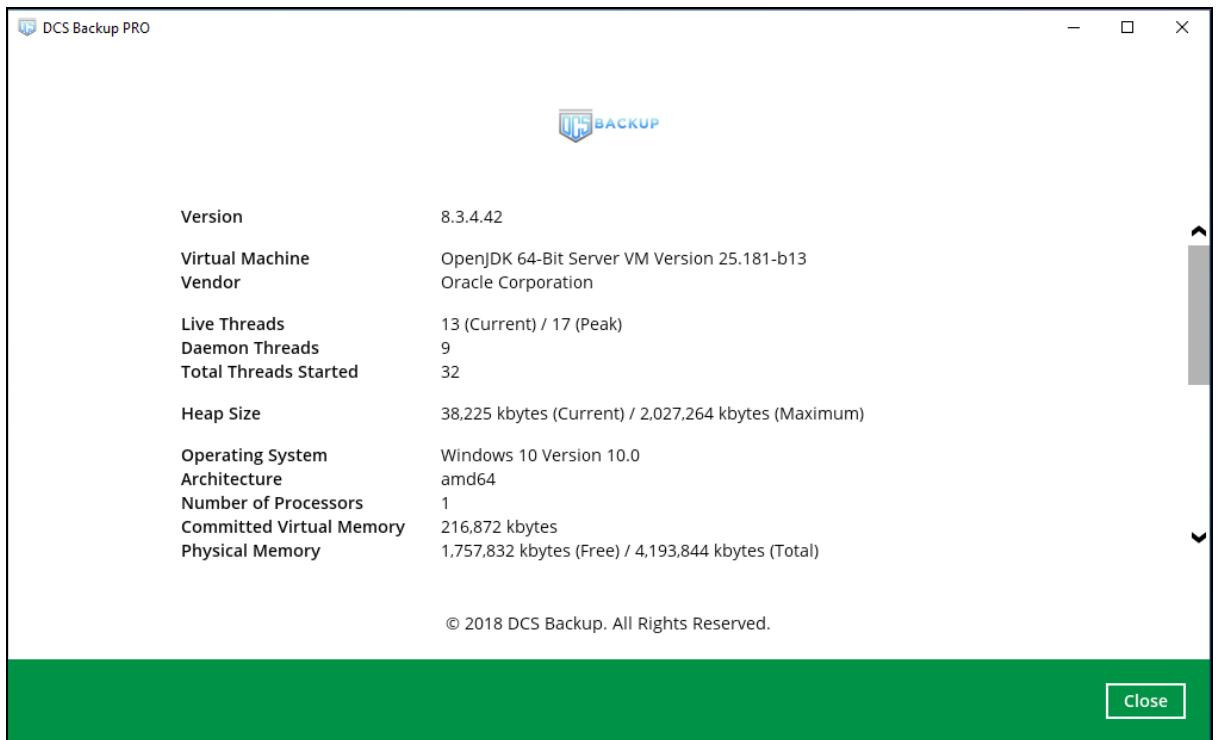 DCS Backup PRO
DCS BACKUP
Version 8.3.4.42
Virtual Machine OpenJDK 64-Bit Server VM Version 25.181-b13
Vendor Oracle Corporation
Live Threads 13 (Current) / 17 (Peak)
Daemon Threads 9
Total Threads Started 32
Heap Size 38,225 kbytes (Current) / 2,027,264 kbytes (Maximum)
Operating System Windows 10 Version 10.0
Architecture amd64
Number of Processors 1
Committed Virtual Memory 216,872 kbytes
Physical Memory 1,757,832 kbytes (Free) / 4,193,844 kbytes (Total)
© 2018 DCS Backup. All Rights Reserved.
Close